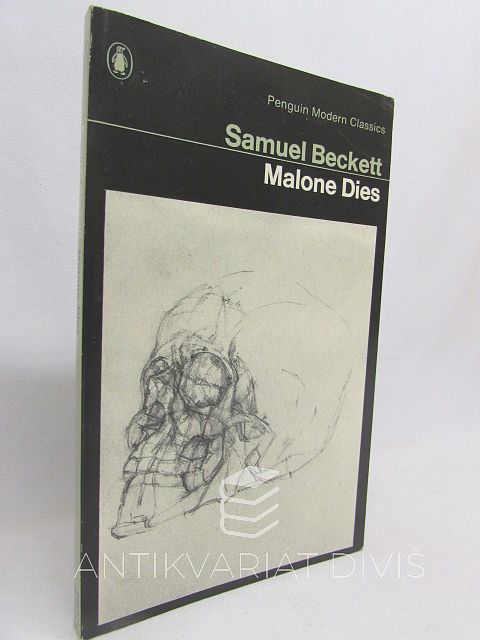 Penguin Modern Classics
Samuel Beckett
Malone Dies
ANTIKVARIÁT DIVIŠ